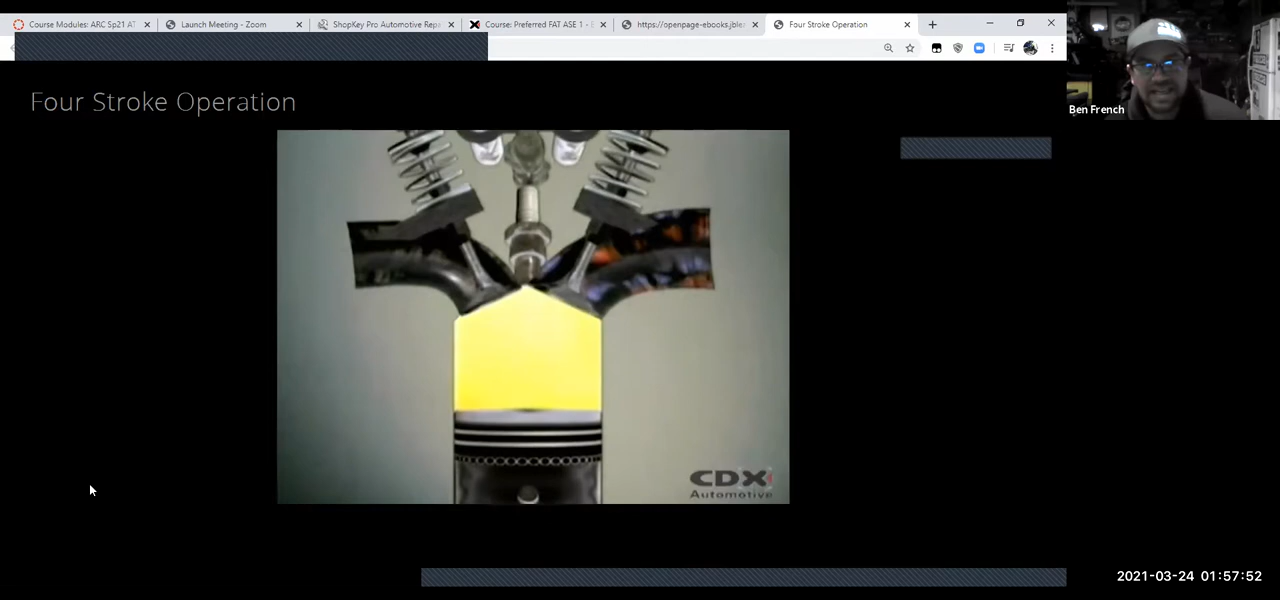 Course Modules: ARC Sp21 AT
Launch Meeting - Zoom
ShopKey Pro Automotive Repa
Course: Preferred FAT ASE 1 - E
https://openpage-ebooks.jble
Four Stroke Operation
Ben French
Four Stroke Operation
CDX
Automotive
2021-03-24 01:57:52